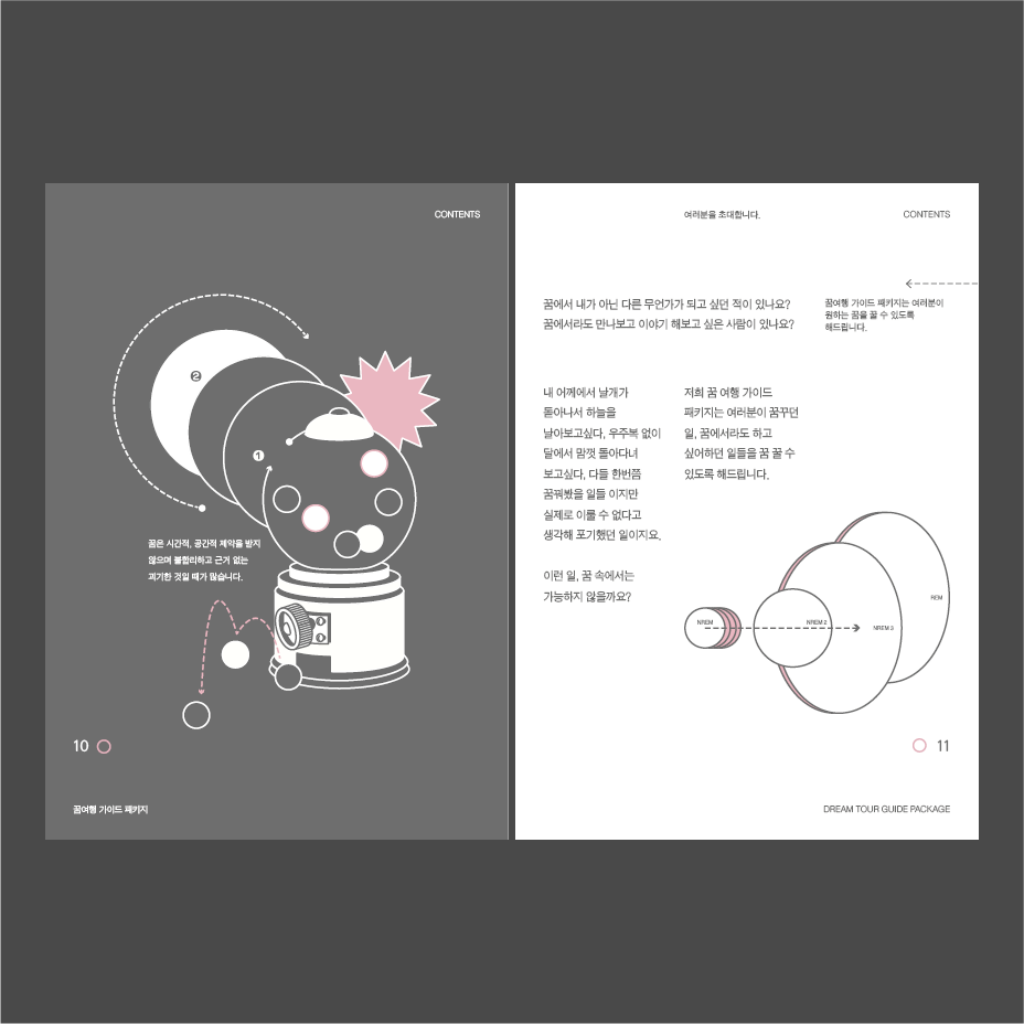 CONTENTS
②
①
꿈은 시간적, 공간적 제약을 받지
않으며 불합리하고 근거 없는
괴기한 것일 때가 많습니다.
10
꿈여행 가이드 패키지
여러분을 초대합니다.
CONTENTS
꿈에서 내가 아닌 다른 무언가가 되고 싶던 적이 있나요?
꿈에서라도 만나보고 이야기 해보고 싶은 사람이 있나요?
꿈여행 가이드 패키지는 여러분이
원하는 꿈을 꿀 수 있도록
해드립니다.
내 어께에서 날개가
돋아나서 하늘을
날아보고싶다, 우주복 없이
달에서 맘껏 돌아다녀
보고싶다, 다들 한번쯤
꿈꿔봤을 일들 이지만
실제로 이룰 수 없다고
생각해 포기했던 일이지요.
이런 일, 꿈 속에서는
가능하지 않을까요?
저희 꿈 여행 가이드
패키지는 여러분이 꿈꾸던
일, 꿈에서라도 하고
싶어하던 일들을 꿈 꿀 수
있도록 해드립니다.
REM
NREM
NREM 2
NREM 3
11
DREAM TOUR GUIDE PACKAGE